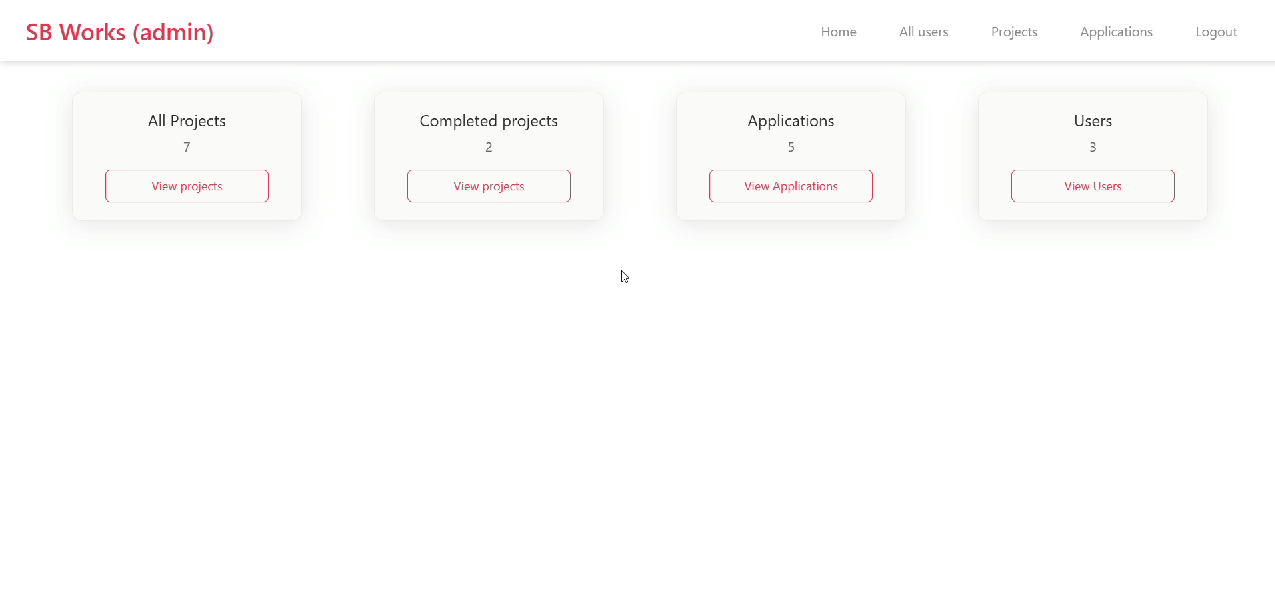 SB Works (admin)
Home All users Projects Applications Logout
All Projects
7
View projects
Completed projects
2
View projects
Applications
5
View Applications
Users
3
View Users